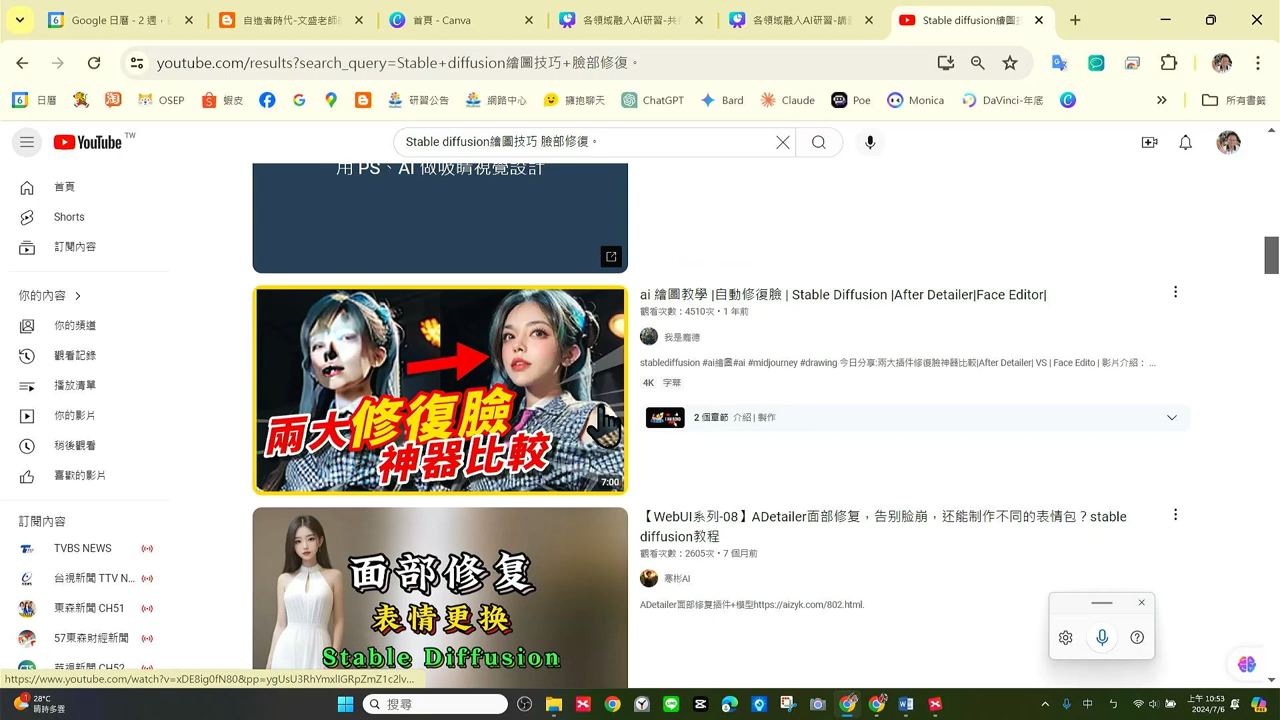 Google 日曆 - 2 週，
自造者時代-文盛老師
首頁 - Canva
各領域融入AI研習-共
各領域融入AI研習-講
Stable diffusion繪圖技
youtube.com/results?search_query=Stable+diffusion繪圖技巧+臉部修復。
日曆
OSEP
蝦皮
研習公告
網路中心
擁抱聊天
ChatGPT
Bard
Claude
Poe
Monica
DaVinci-年底
所有書籤
YouTube TW
Stable diffusion繪圖技巧 臉部修復。
首頁
Shorts
訂閱內容
你的內容
你的頻道
觀看記錄
播放清單
你的影片
稍後觀看
喜歡的影片
訂閱內容
TVBS NEWS
台視新聞 TTV N...
東森新聞 CH51
57東森財經新聞
華視新聞 CH52
用 PS、AI 做吸睛視覺設計
兩大修復臉
神器比較
7:00
ai 繪圖教學 |自動修復臉 | Stable Diffusion |After Detailer|Face Editor|
觀看次數：4510次 • 1 年前
我是龐德
stablediffusion #ai繪圖#ai #midjourney #drawing 今日分享:兩大插件修復臉神器比較|After Detailer| VS | Face Edito | 影片介紹： ...
4K 字幕
2 個章節 介紹 | 製作
面部修复
表情更换
Stable Diffusion
【WebUI系列-08】ADetailer面部修复，告别脸崩，还能制作不同的表情包？stable
diffusion教程
觀看次數：2605次 • 7 個月前
寒彬AI
ADetailer面部修复插件+模型https://aizyk.com/802.html.
https://www.youtube.com/watch?v=xDE8ig0fN80&pp=ygUsU3RhYmxlIGRpZmZ1c2lv...
28°C
晴時多雲
搜尋
中
上午 10:53
2024/7/6